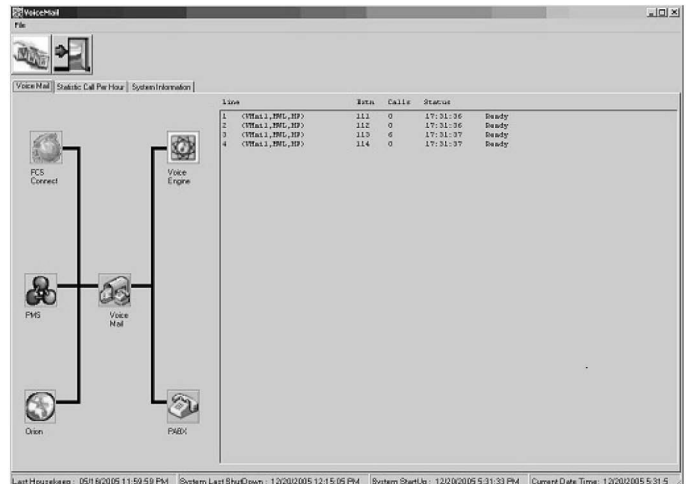 VoiceMail
File
Voice Mail Statistic Call Per Hour System Information
line Extn Calls Status
1 (VMail,MWL,HP) 111 0 17:31:36 Ready
2 (VMail,MWL,HP) 112 0 17:31:36 Ready
3 (VMail,MWL,HP) 113 6 17:31:37 Ready
4 (VMail,MWL,HP) 114 0 17:31:37 Ready
FCS
Connect
Voice
Engine
PMS
Voice
Mail
Orion
PABX
Last Housekeep : 05/16/2005 11:59:59 PM System Last ShutDown : 12/20/2005 12:15:05 PM System StartUp : 12/20/2005 5:31:33 PM Current Date Time : 12/20/2005 5:31:5